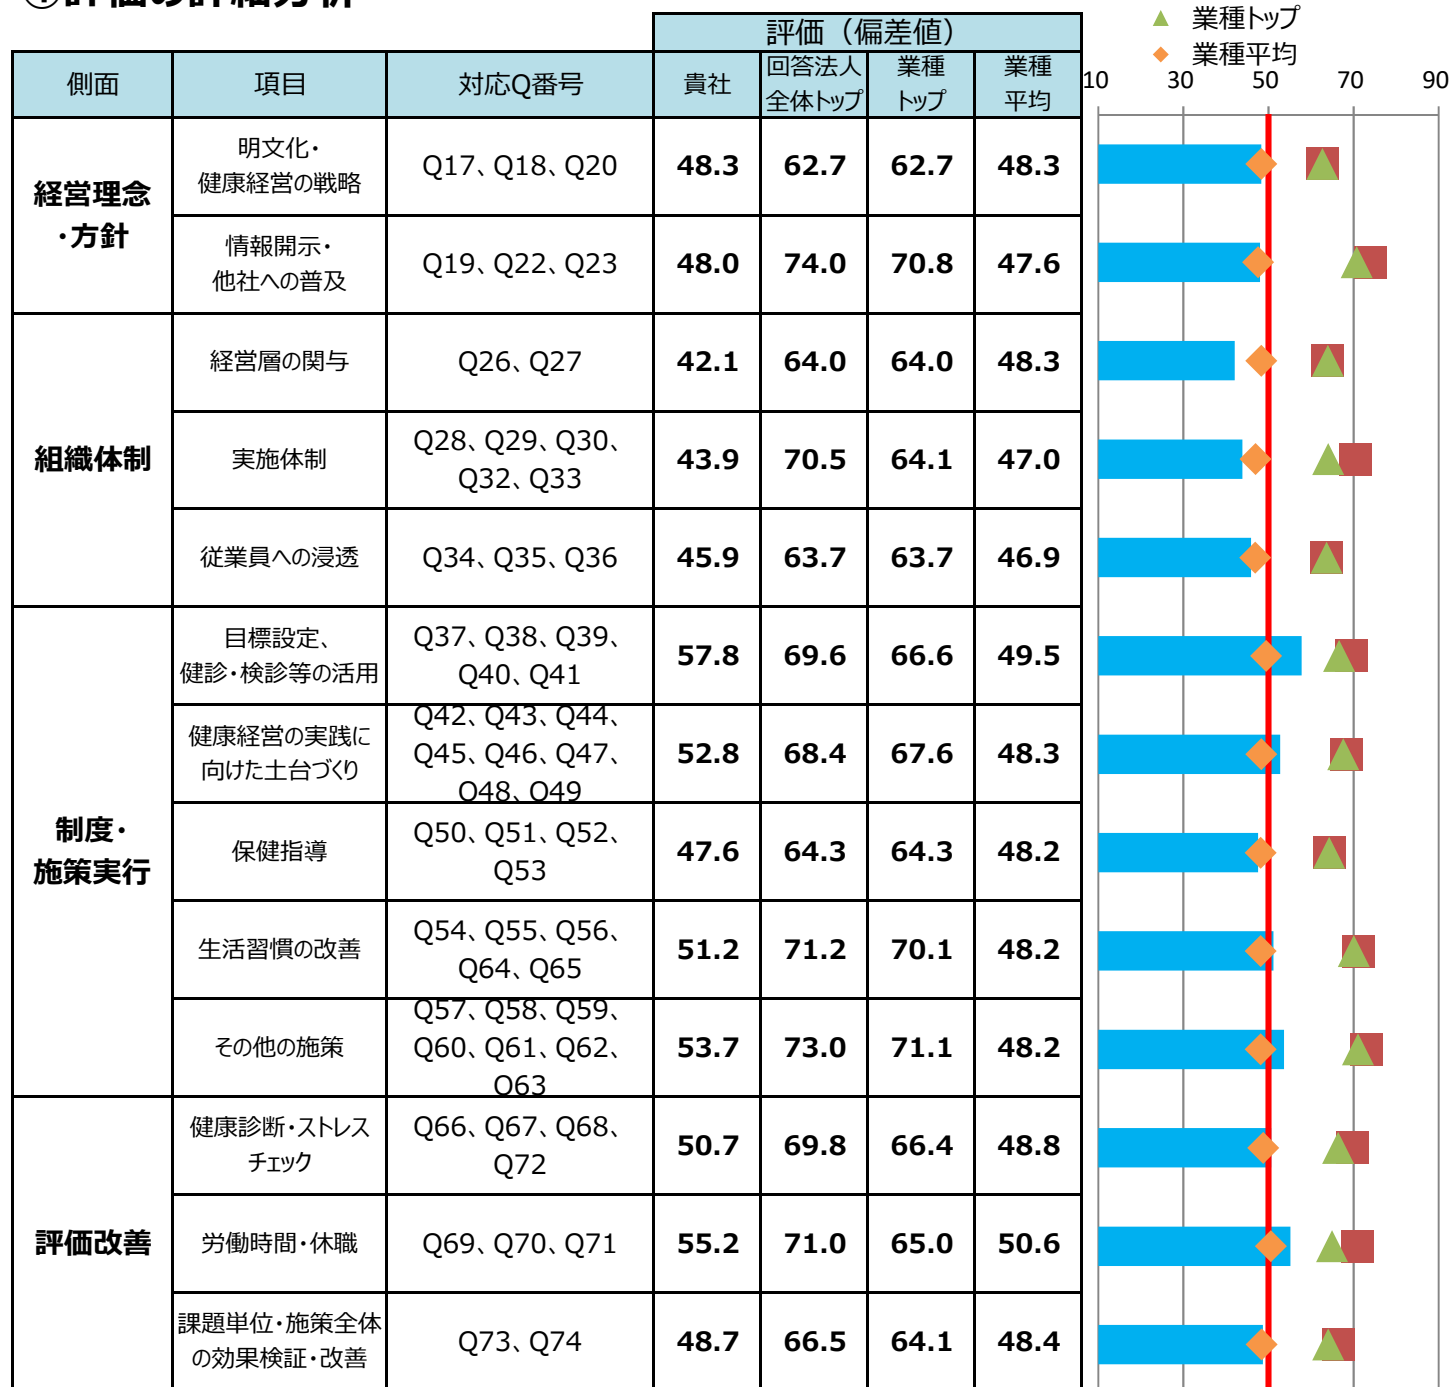 ①評価の詳細分析
▲ 業種トップ
◆ 業種平均
評価（偏差値）
側面 項目 対応Q番号 貴社 回答法人 業種 業種
全体トップ トップ 平均
10 30 50 70 90
経営理念
・方針
明文化・
健康経営の戦略
Q17、Q18、Q20
48.3 62.7 62.7 48.3
情報開示・
他社への普及
Q19、Q22、Q23
48.0 74.0 70.8 47.6
組織体制
経営層の関与
Q26、Q27
42.1 64.0 64.0 48.3
実施体制
Q28、Q29、Q30、
Q32、Q33
43.9 70.5 64.1 47.0
従業員への浸透
Q34、Q35、Q36
45.9 63.7 63.7 46.9
制度・
施策実行
目標設定、
健診・検診等の活用
Q37、Q38、Q39、
Q40、Q41
57.8 69.6 66.6 49.5
健康経営の実践に
向けた土台づくり
Q42、Q43、Q44、
Q45、Q46、Q47、
Q48、Q49
52.8 68.4 67.6 48.3
保健指導
Q50、Q51、Q52、
Q53
47.6 64.3 64.3 48.2
生活習慣の改善
Q54、Q55、Q56、
Q64、Q65
51.2 71.2 70.1 48.2
その他の施策
Q57、Q58、Q59、
Q60、Q61、Q62、
Q63
53.7 73.0 71.1 48.2
評価改善
健康診断・ストレス
チェック
Q66、Q67、Q68、
Q72
50.7 69.8 66.4 48.8
労働時間・休職
Q69、Q70、Q71
55.2 71.0 65.0 50.6
課題単位・施策全体
の効果検証・改善
Q73、Q74
48.7 66.5 64.1 48.4